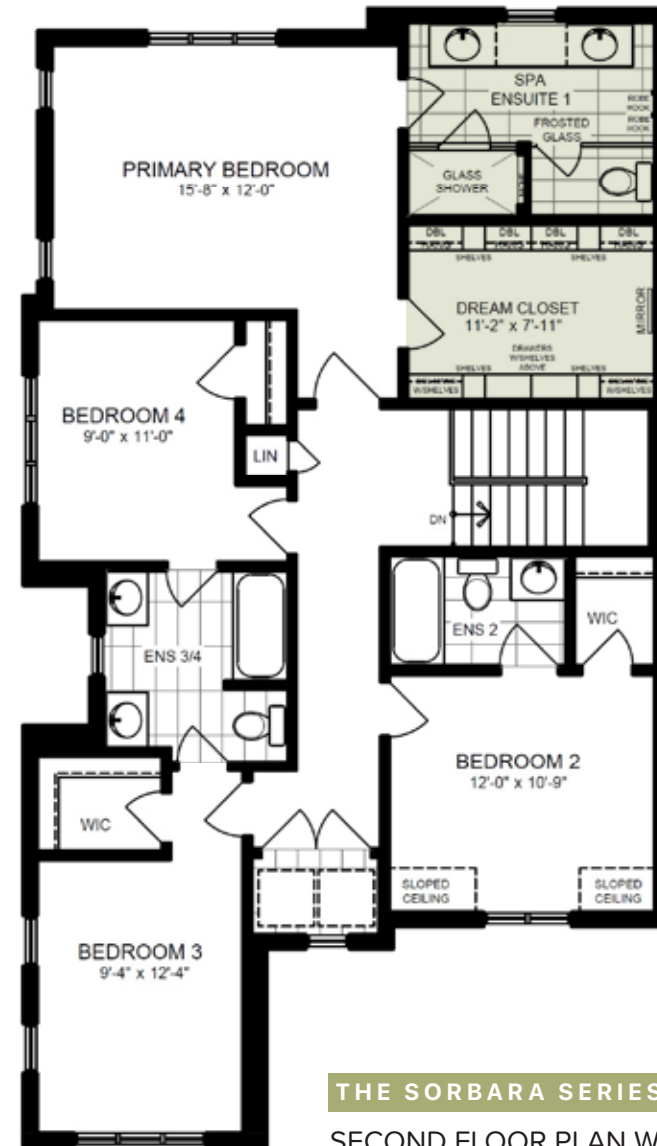 SPA
ENSUITE 1
ROBE
HOOK
ROBE
HOOK
FROSTED
GLASS
PRIMARY BEDROOM
15'-8" x 12'-0"
GLASS
SHOWER
DBL
DBL
DBL
DBL
SHELVES
SHELVES
DREAM CLOSET
11'-2" x 7'-11"
MIRROR
DRAWERS
W/SHELVES
ABOVE
SHELVES
SHELVES
W/SHELVES
W/SHELVES
BEDROOM 4
9'-0" x 11'-0"
LIN
DN
ENS 3/4
ENS 2
WIC
BEDROOM 2
12'-0" x 10'-9"
WIC
SLOPED
CEILING
SLOPED
CEILING
BEDROOM 3
9'-4" x 12'-4"
THE SORBARA SERIES
SECOND FLOOR PLAN W